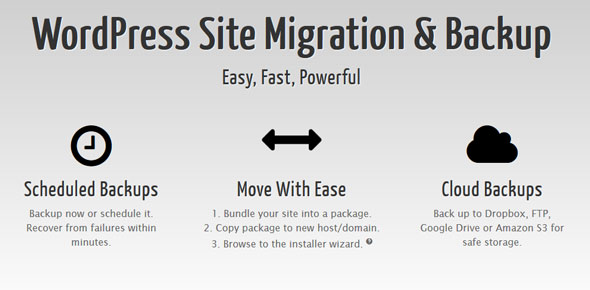 WordPress Site Migration & Backup
Easy, Fast, Powerful
Scheduled Backups
Backup now or schedule it.
Recover from failures within
minutes.
Move With Ease
1. Bundle your site into a package.
2. Copy package to new host/domain.
3. Browse to the installer wizard.
Cloud Backups
Back up to Dropbox, FTP,
Google Drive or Amazon S3 for
safe storage.